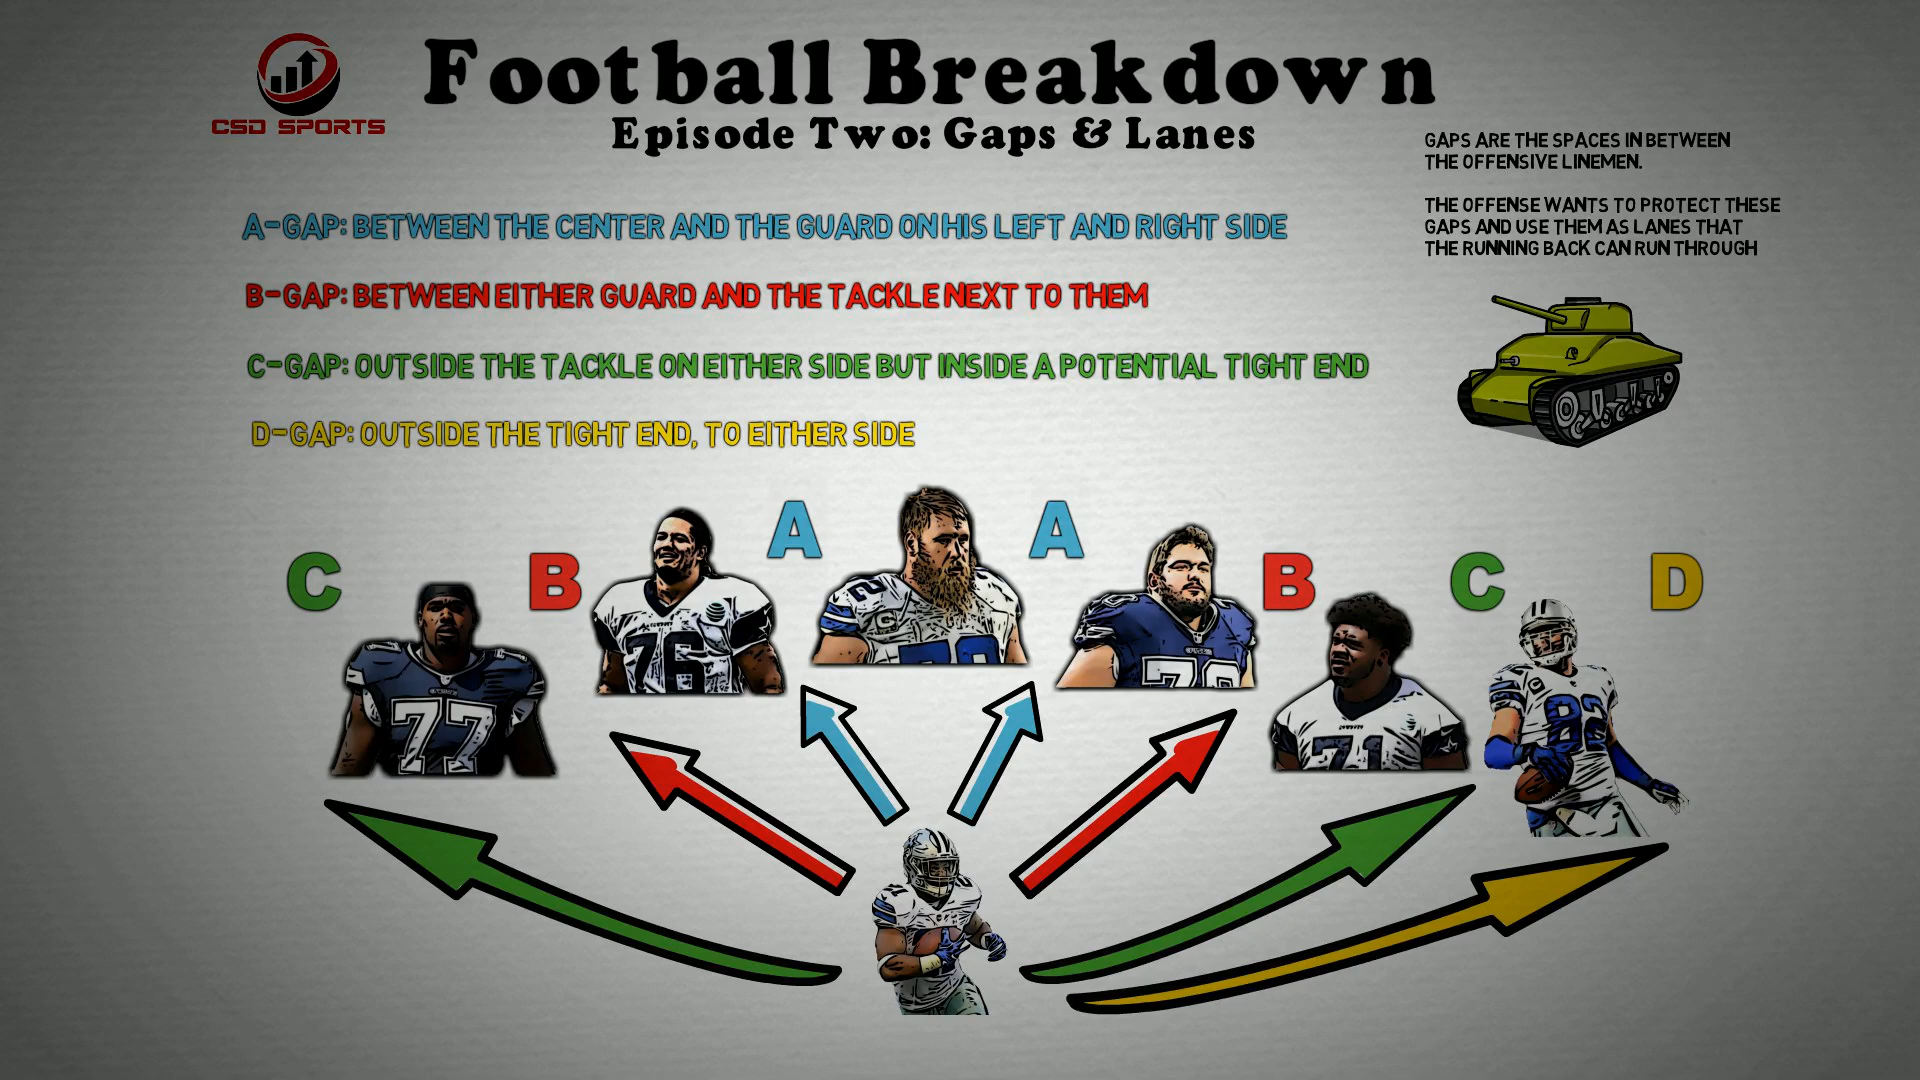 CSD SPORTS
Football Breakdown
Episode Two: Gaps & Lanes
GAPS ARE THE SPACES IN BETWEEN
THE OFFENSIVE LINEMEN.
THE OFFENSE WANTS TO PROTECT THESE
GAPS AND USE THEM AS LANES THAT
THE RUNNING BACK CAN RUN THROUGH
A-GAP: BETWEEN THE CENTER AND THE GUARD ON HIS LEFT AND RIGHT SIDE
B-GAP: BETWEEN EITHER GUARD AND THE TACKLE NEXT TO THEM
C-GAP: OUTSIDE THE TACKLE ON EITHER SIDE BUT INSIDE A POTENTIAL TIGHT END
D-GAP: OUTSIDE THE TIGHT END, TO EITHER SIDE
C B A A B C D
77
76
70
71
82